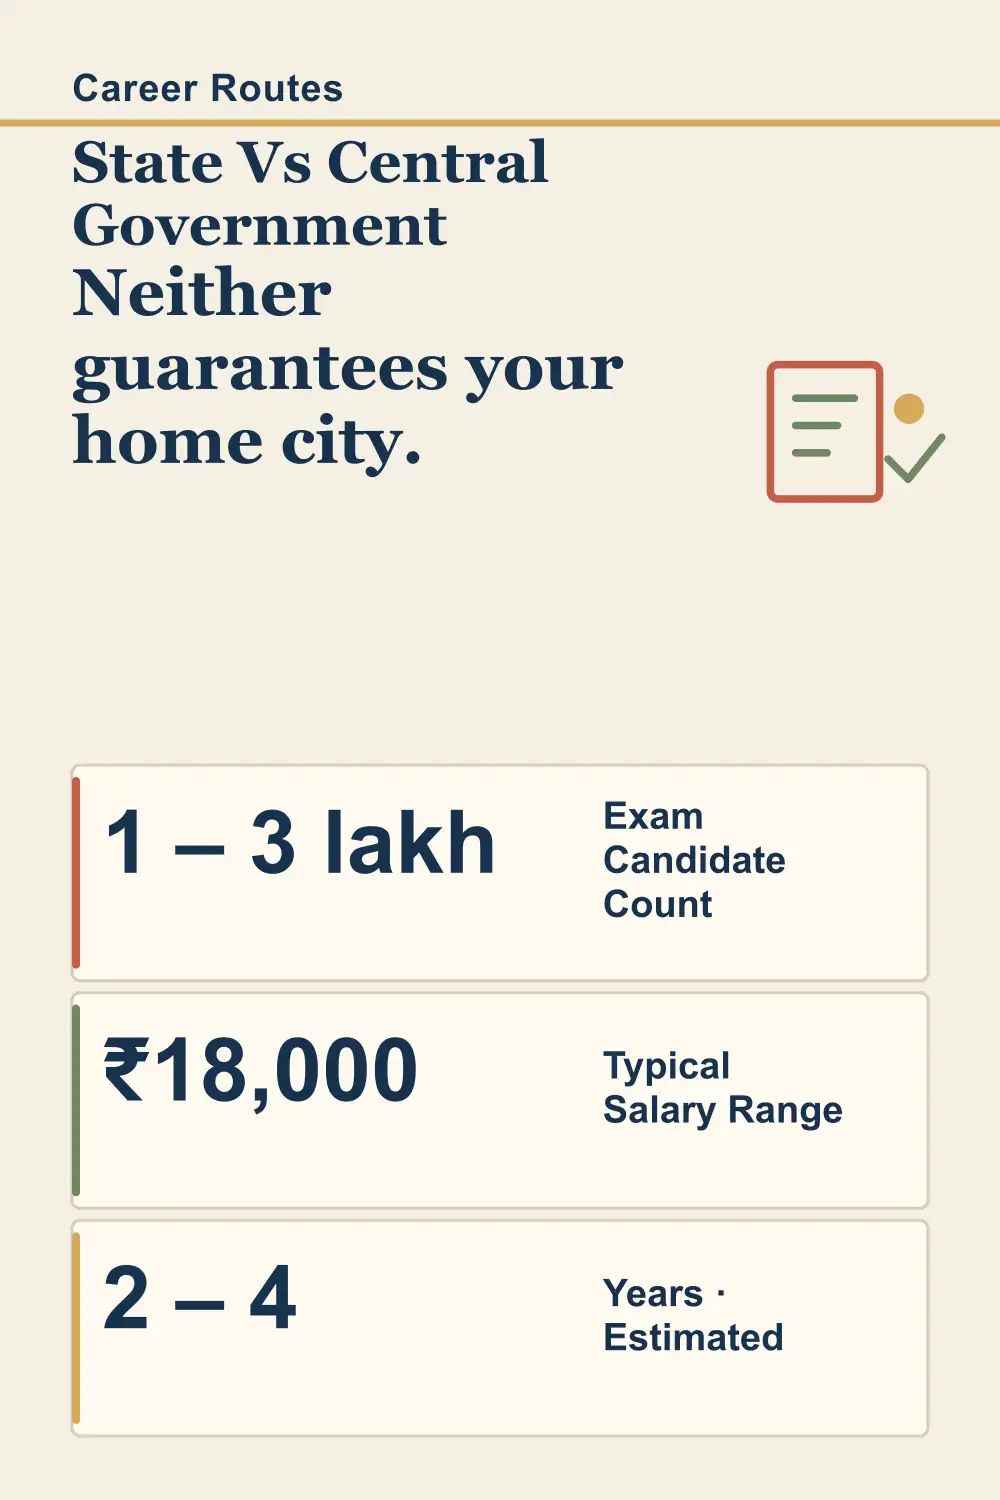 Career Routes
State Vs Central
Government
Neither
guarantees your
home city.
1 – 3 lakh
Exam
Candidate
Count
₹18,000
Typical
Salary Range
2 – 4
Years ·
Estimated